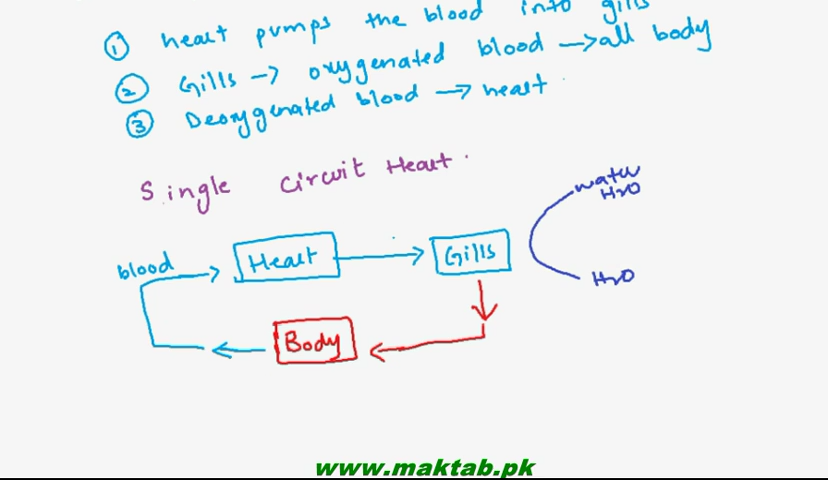 ① heart pumps the blood into gills
② Gills → oxygenated blood → all body
③ Deoxygenated blood → heart
Single Circuit Heart.
water
H2O
blood
Heart
Gills
H2O
Body
www.maktab.pk